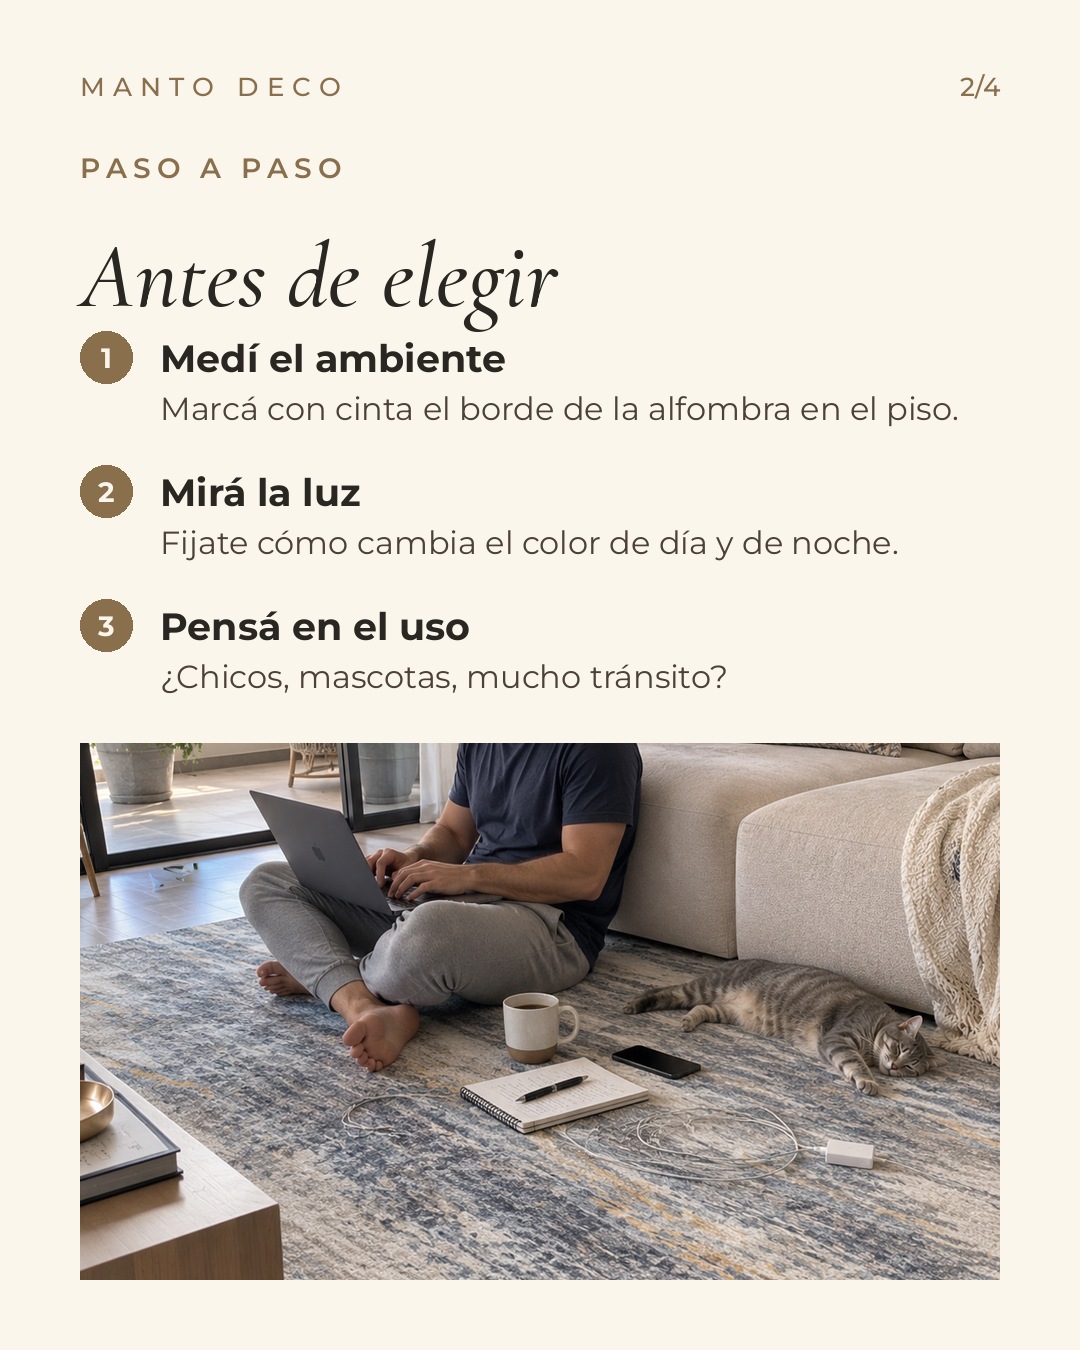 MANTO DECO
2/4
PASO A PASO
Antes de elegir
1 Medí el ambiente
Marcá con cinta el borde de la alfombra en el piso.
2 Mirá la luz
Fijate cómo cambia el color de día y de noche.
3 Pensá en el uso
¿Chicos, mascotas, mucho tránsito?